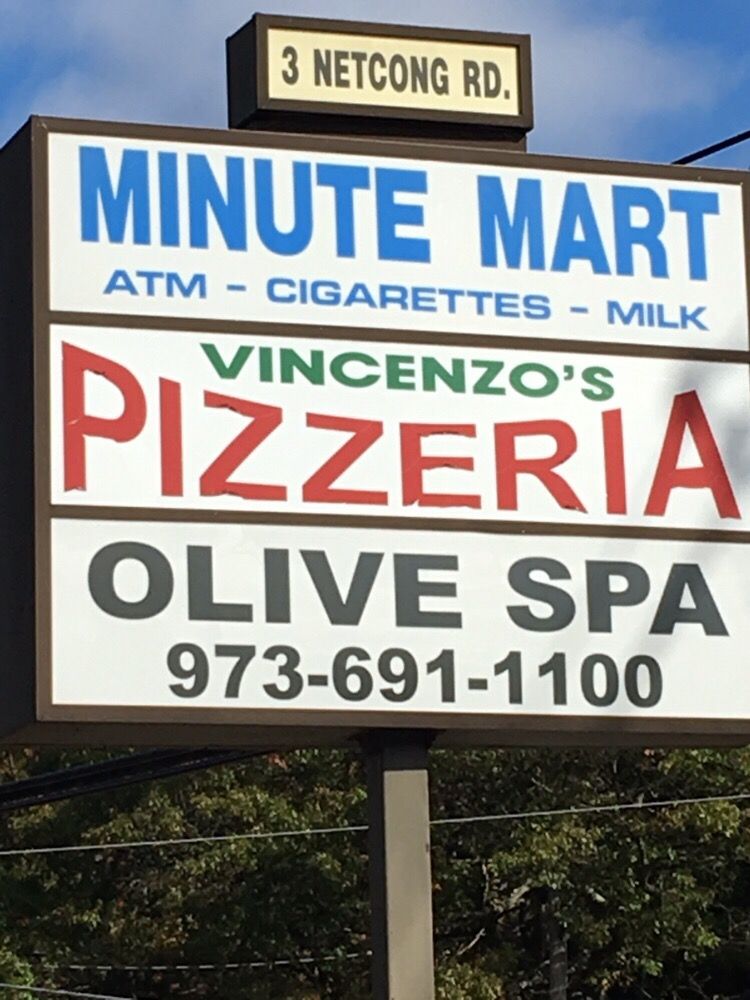 3 NETCONG RD.
MINUTE MART
ATM - CIGARETTES - MILK
VINCENZO'S
PIZZERIA
OLIVE SPA
973-691-1100